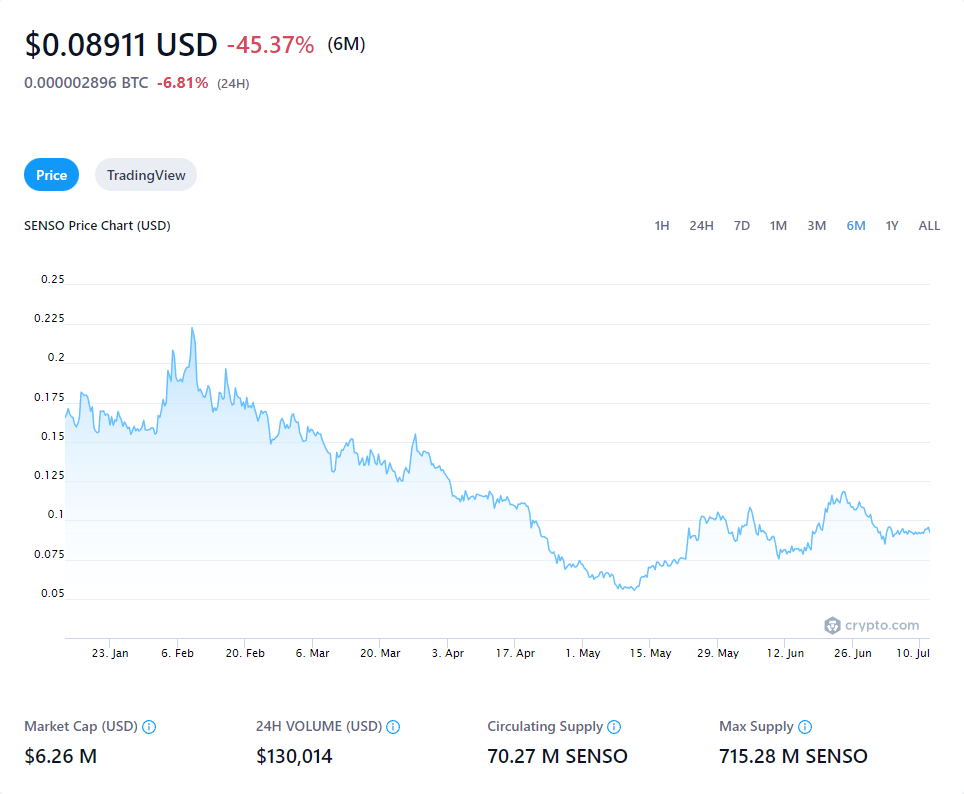 $0.08911 USD -45.37% (6M)
0.000002896 BTC -6.81% (24H)
Price TradingView
SENSO Price Chart (USD) 1H 24H 7D 1M 3M 6M 1Y ALL
0.25
0.225
0.2
0.175
0.15
0.125
0.1
0.075
0.05
crypto.com
23. Jan 6. Feb 20. Feb 6. Mar 20. Mar 3. Apr 17. Apr 1. May 15. May 29. May 12. Jun 26. Jun 10. Jul
Market Cap (USD) 24H VOLUME (USD) Circulating Supply Max Supply
$6.26 M $130,014 70.27 M SENSO 715.28 M SENSO